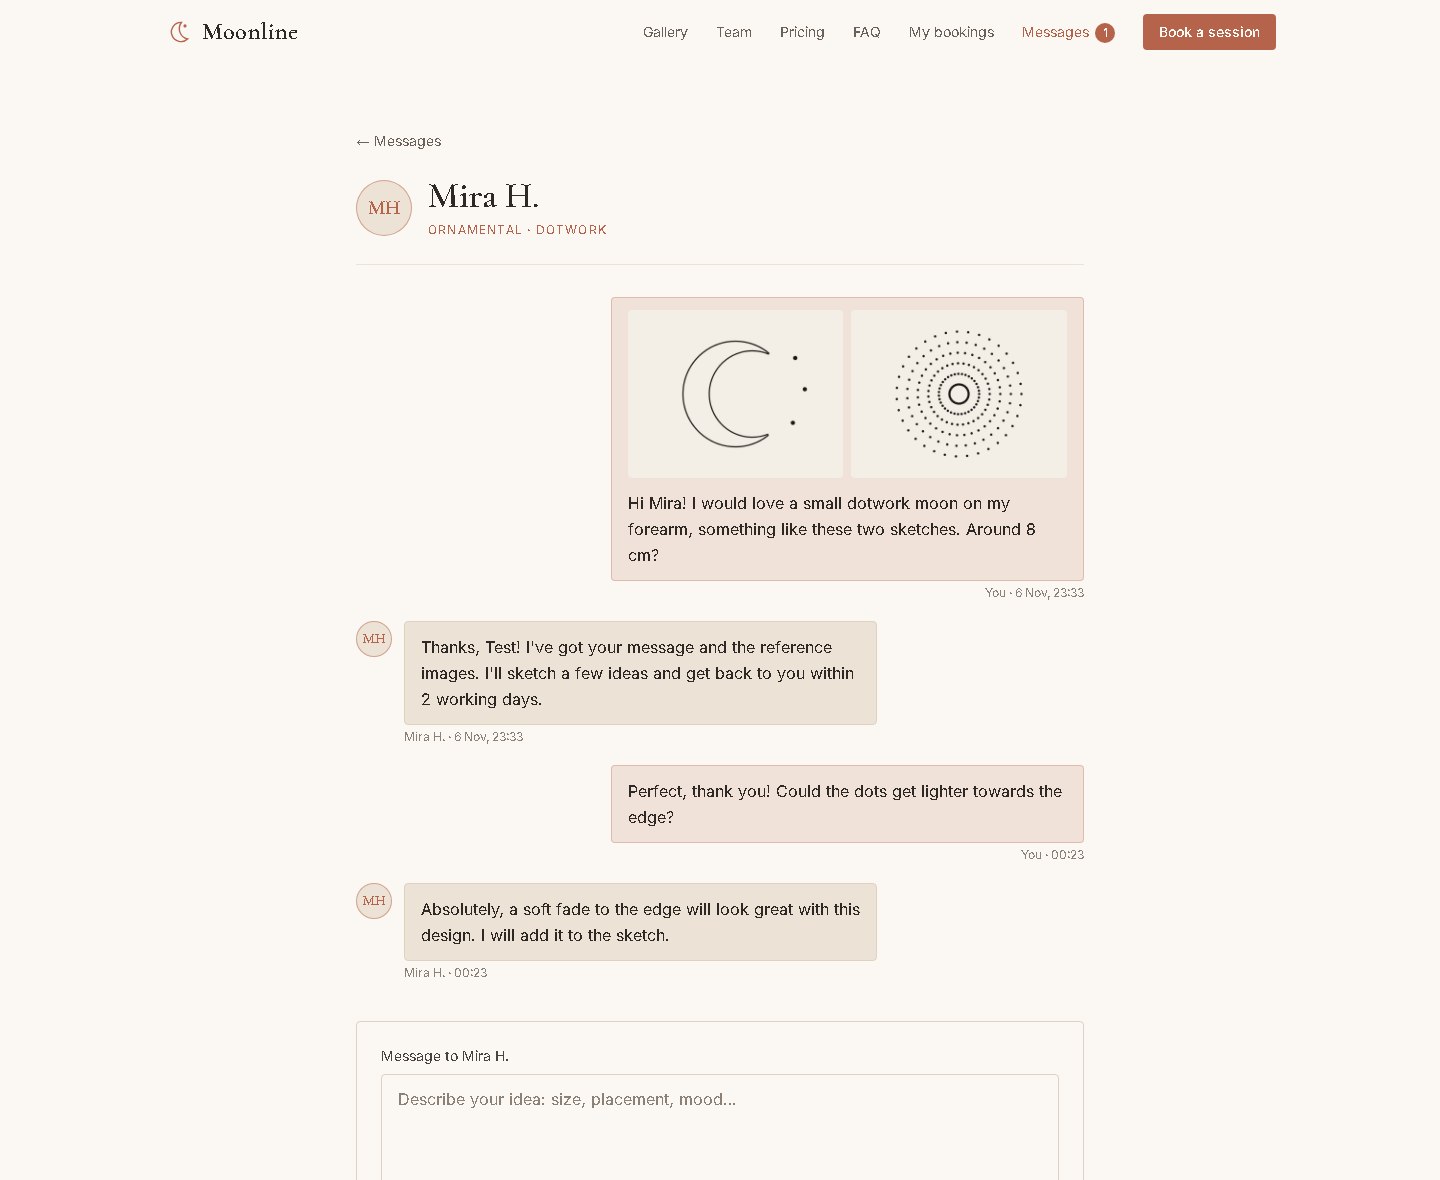 Moonline
Gallery Team Pricing FAQ My bookings Messages 1 Book a session
← Messages
MH
Mira H.
ORNAMENTAL · DOTWORK
Hi Mira! I would love a small dotwork moon on my
forearm, something like these two sketches. Around 8
cm?
You · 6 Nov, 23:33
MH
Thanks, Test! I've got your message and the reference
images. I'll sketch a few ideas and get back to you within
2 working days.
Mira H. · 6 Nov, 23:33
Perfect, thank you! Could the dots get lighter towards the
edge?
You · 00:23
MH
Absolutely, a soft fade to the edge will look great with this
design. I will add it to the sketch.
Mira H. · 00:23
Message to Mira H.
Describe your idea: size, placement, mood...